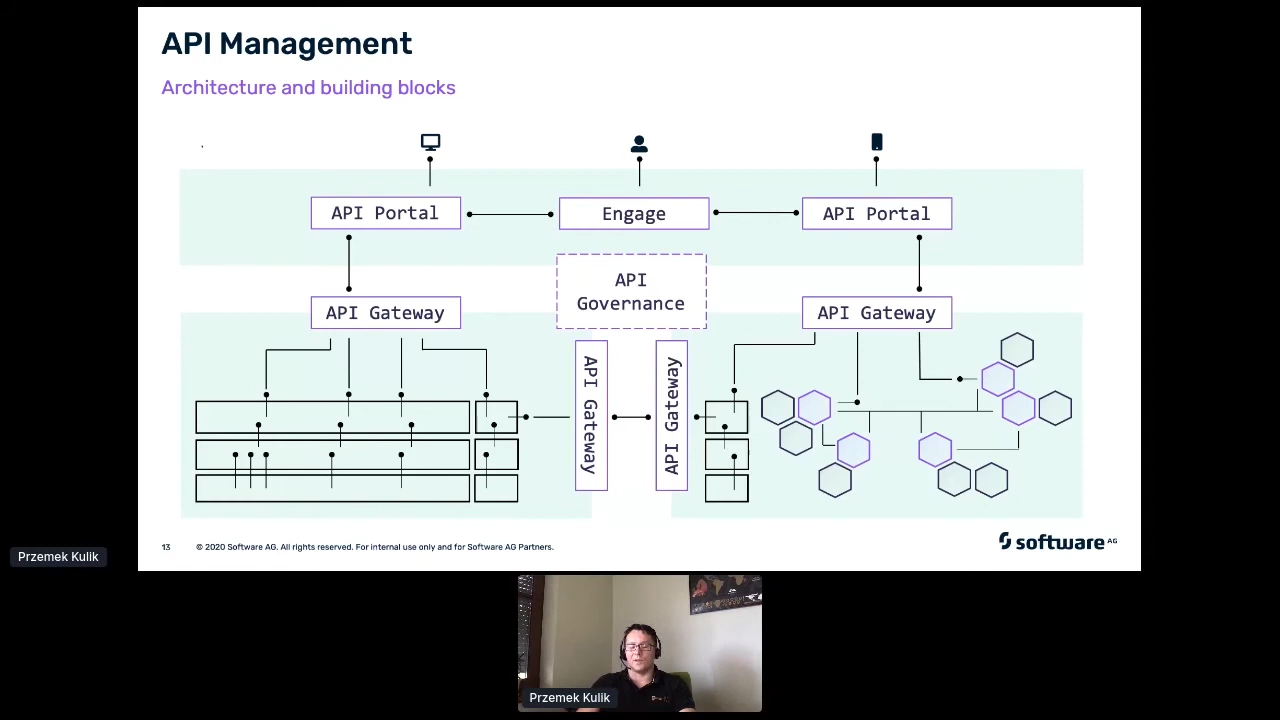 API Management
Architecture and building blocks
API Portal
Engage
API Portal
API
Governance
API Gateway
API Gateway
API Gateway
API Gateway
13
© 2020 Software AG. All rights reserved. For internal use only and for Software AG Partners.
software AG
Przemek Kulik
Przemek Kulik